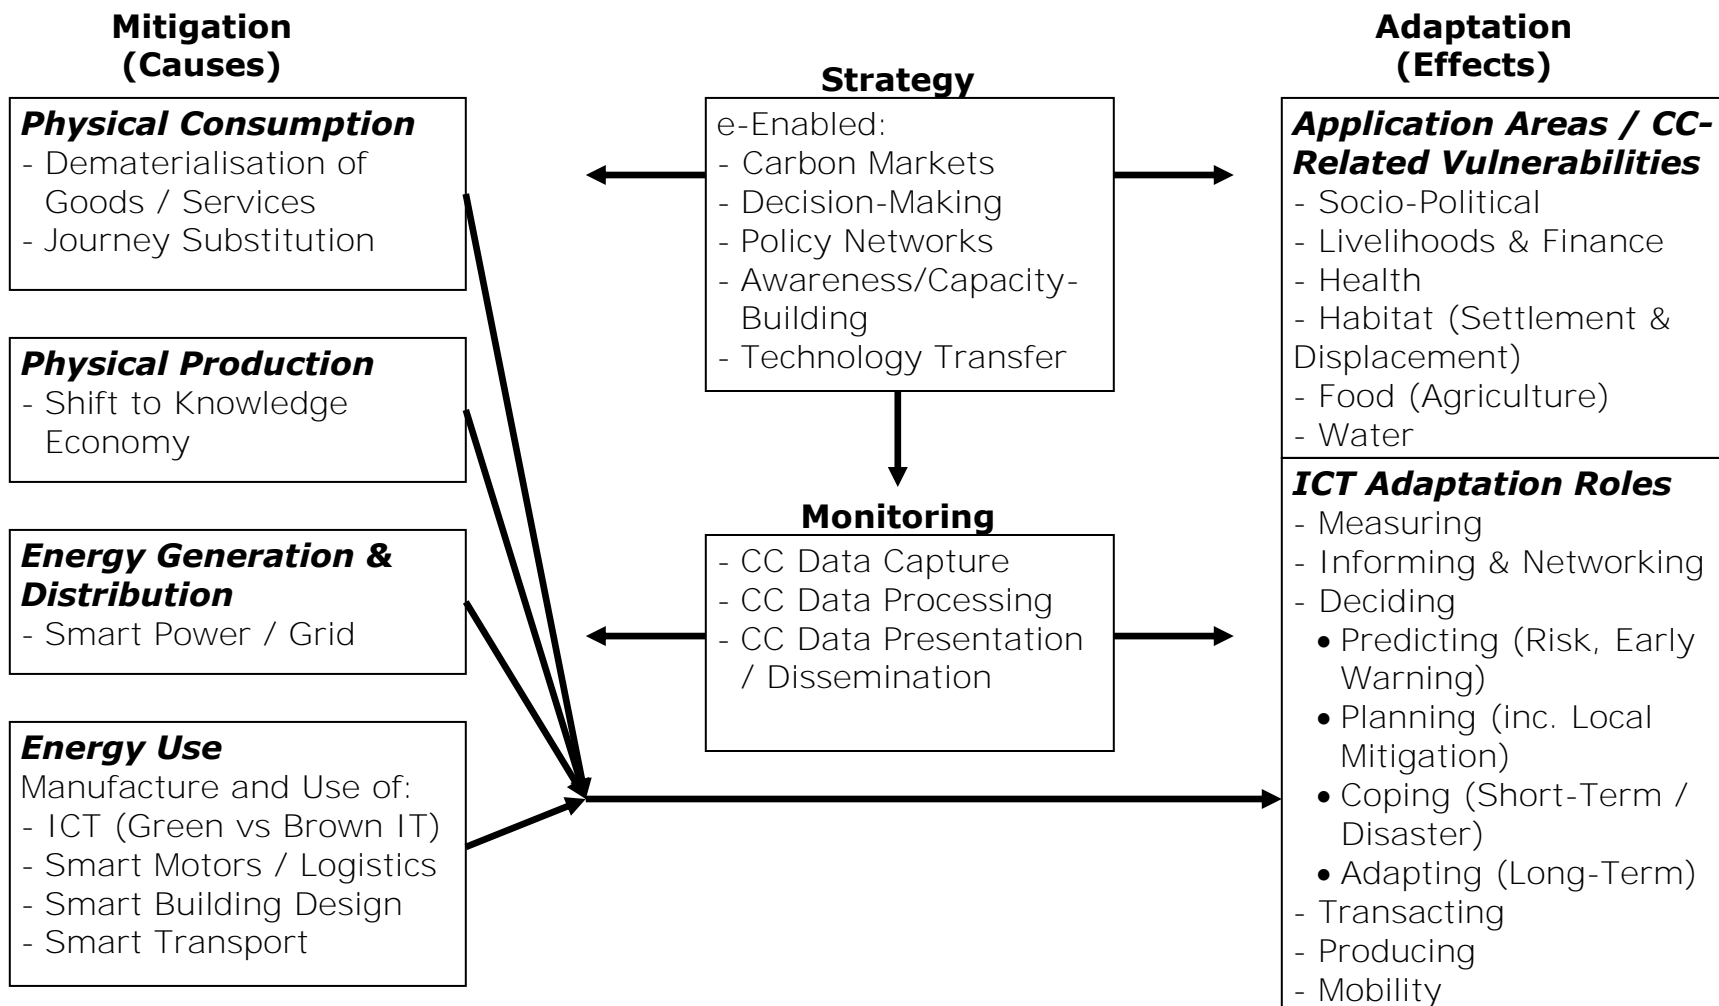 Mitigation
(Causes)
Physical Consumption
- Dematerialisation of
Goods / Services
- Journey Substitution
Physical Production
- Shift to Knowledge
Economy
Energy Generation &
Distribution
- Smart Power / Grid
Energy Use
Manufacture and Use of:
- ICT (Green vs Brown IT)
- Smart Motors / Logistics
- Smart Building Design
- Smart Transport
Strategy
e-Enabled:
- Carbon Markets
- Decision-Making
- Policy Networks
- Awareness/Capacity-
Building
- Technology Transfer
Monitoring
- CC Data Capture
- CC Data Processing
- CC Data Presentation
/ Dissemination
Adaptation
(Effects)
Application Areas / CC-
Related Vulnerabilities
- Socio-Political
- Livelihoods & Finance
- Health
- Habitat (Settlement &
Displacement)
- Food (Agriculture)
- Water
ICT Adaptation Roles
- Measuring
- Informing & Networking
- Deciding
• Predicting (Risk, Early
Warning)
• Planning (inc. Local
Mitigation)
• Coping (Short-Term /
Disaster)
• Adapting (Long-Term)
- Transacting
- Producing
- Mobility